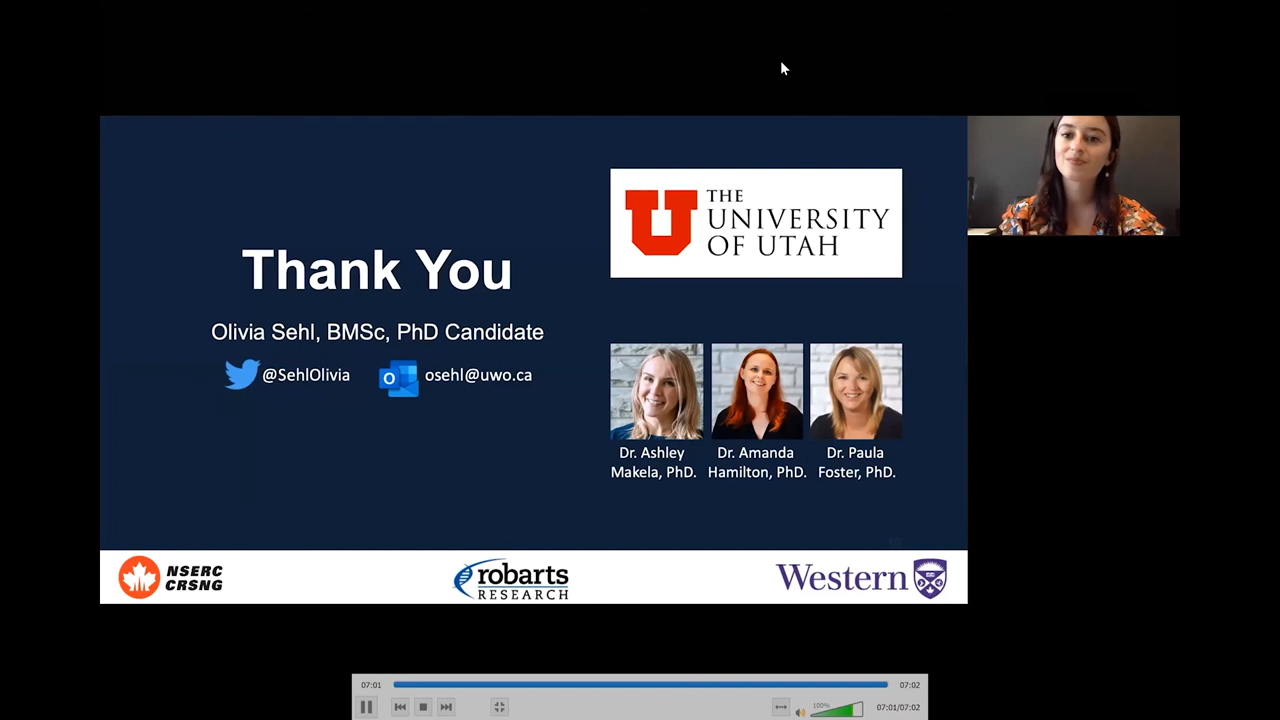 THE
UNIVERSITY
OF UTAH
Thank You
Olivia Sehl, BMSc, PhD Candidate
@SehlOlivia
osehl@uwo.ca
Dr. Ashley
Makela, PhD.
Dr. Amanda
Hamilton, PhD.
Dr. Paula
Foster, PhD.
NSERC
CRSNG
robarts
RESEARCH
Western
07:01
07:02
100%
07:01/07:02